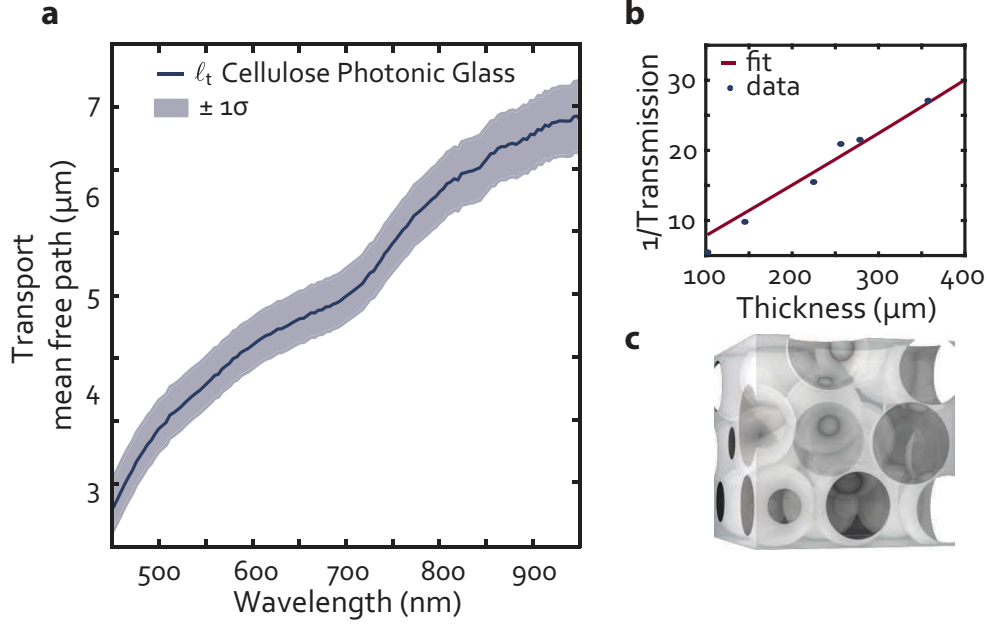 a
ℓt Cellulose Photonic Glass
± 1σ
7
6
5
4
3
Transport
mean free path (μm)
500 600 700 800 900
Wavelength (nm)
b
fit
data
30
20
10
1/Transmission
100 200 300 400
Thickness (μm)
c